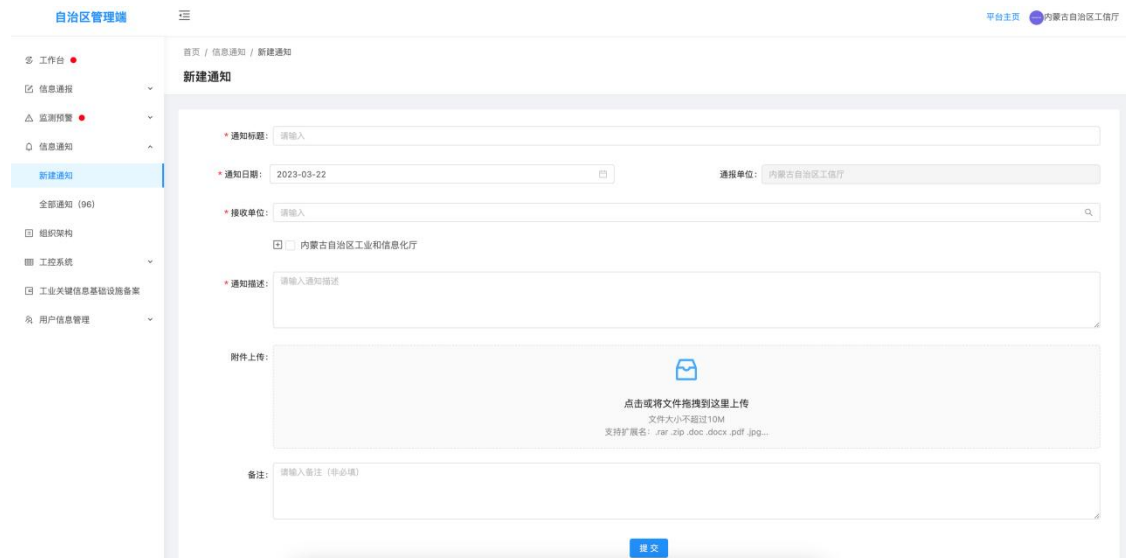 自治区管理端
平台主页 内蒙古自治区工信厅
工作台
信息通报
监测预警
信息通知
新建通知
全部通知（96）
组织架构
工控系统
工业关键信息基础设施备案
用户信息管理
首页 / 信息通知 / 新建通知
新建通知
* 通知标题： 请输入
* 通知日期： 2023-03-22 通报单位： 内蒙古自治区工信厅
* 接收单位： 请输入
内蒙古自治区工业和信息化厅
* 通知描述： 请输入通知描述
附件上传：
点击或将文件拖拽到这里上传
文件大小不超过10M
支持扩展名：.rar .zip .doc .docx .pdf .jpg...
备注： 请输入备注（非必填）
提 交